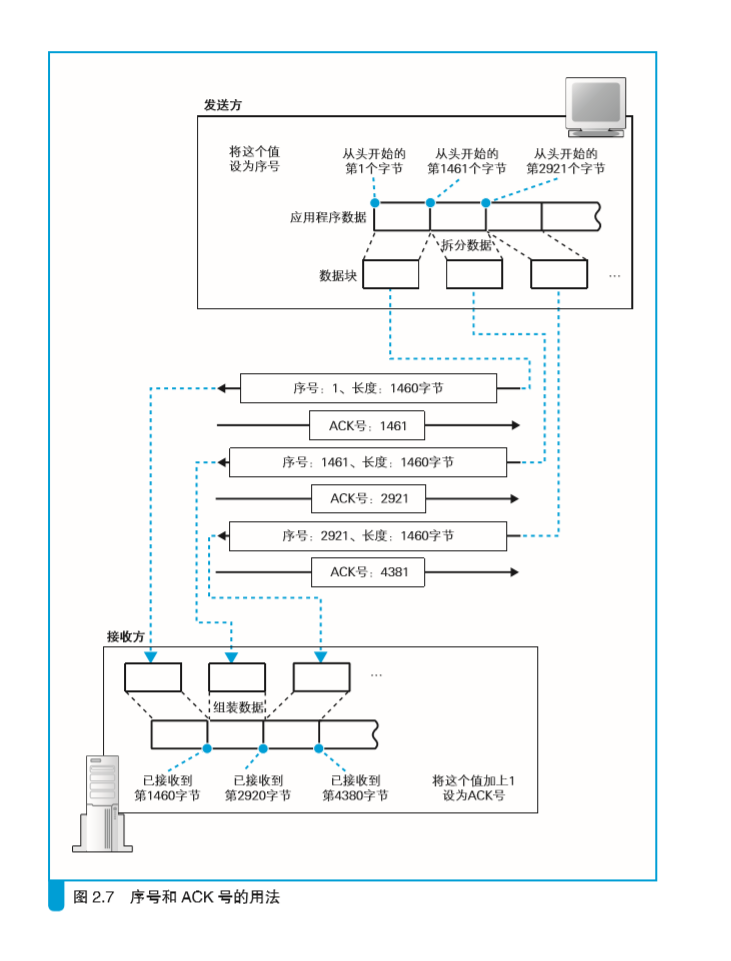 发送方
将这个值
设为序号
从头开始的
第1个字节
从头开始的
第1461个字节
从头开始的
第2921个字节
应用程序数据
拆分数据
数据块
…
序号：1、长度：1460字节
ACK号：1461
序号：1461、长度：1460字节
ACK号：2921
序号：2921、长度：1460字节
ACK号：4381
接收方
…
组装数据
已接收到
第1460字节
已接收到
第2920字节
已接收到
第4380字节
将这个值加上1
设为ACK号
图 2.7　序号和 ACK 号的用法